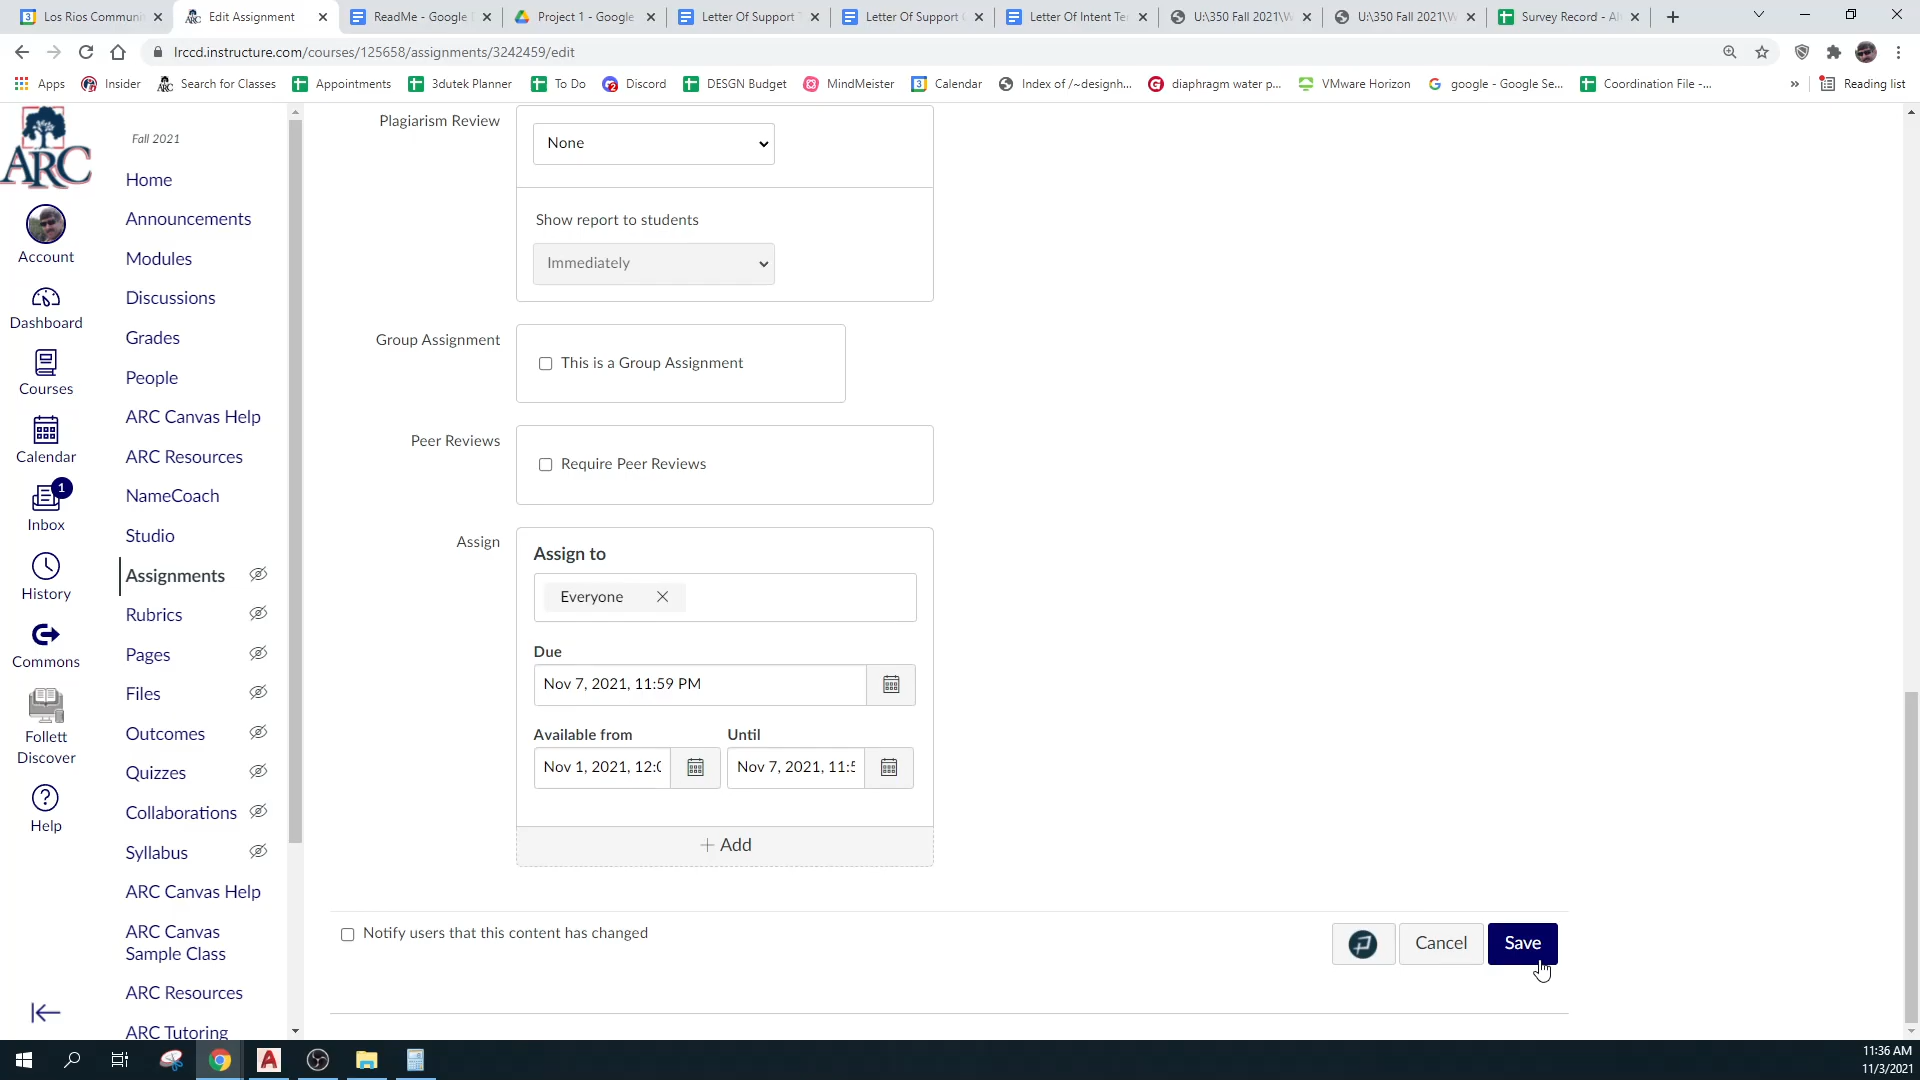 Los Rios Communi
Edit Assignment
ReadMe - Google
Project 1 - Google
Letter Of Support
Letter Of Support
Letter Of Intent Te
U:\350 Fall 2021\W
U:\350 Fall 2021\W
Survey Record - Al
lrccd.instructure.com/courses/125658/assignments/3242459/edit
Apps
Insider
Search for Classes
Appointments
3dutek Planner
To Do
Discord
DESGN Budget
MindMeister
Calendar
Index of /~designh...
diaphragm water p...
VMware Horizon
google - Google Se...
Coordination File -...
»
Reading list
ARC
Account
Dashboard
Courses
Calendar
1
Inbox
History
Commons
Follett
Discover
Help
Fall 2021
Home
Announcements
Modules
Discussions
Grades
People
ARC Canvas Help
ARC Resources
NameCoach
Studio
Assignments
Rubrics
Pages
Files
Outcomes
Quizzes
Collaborations
Syllabus
ARC Canvas Help
ARC Canvas
Sample Class
ARC Resources
ARC Tutoring
Plagiarism Review
None
Show report to students
Immediately
Group Assignment
This is a Group Assignment
Peer Reviews
Require Peer Reviews
Assign
Assign to
Everyone
Due
Nov 7, 2021, 11:59 PM
Available from
Until
Nov 1, 2021, 12:0
Nov 7, 2021, 11:5
+ Add
Notify users that this content has changed
Cancel
Save
11:36 AM
11/3/2021